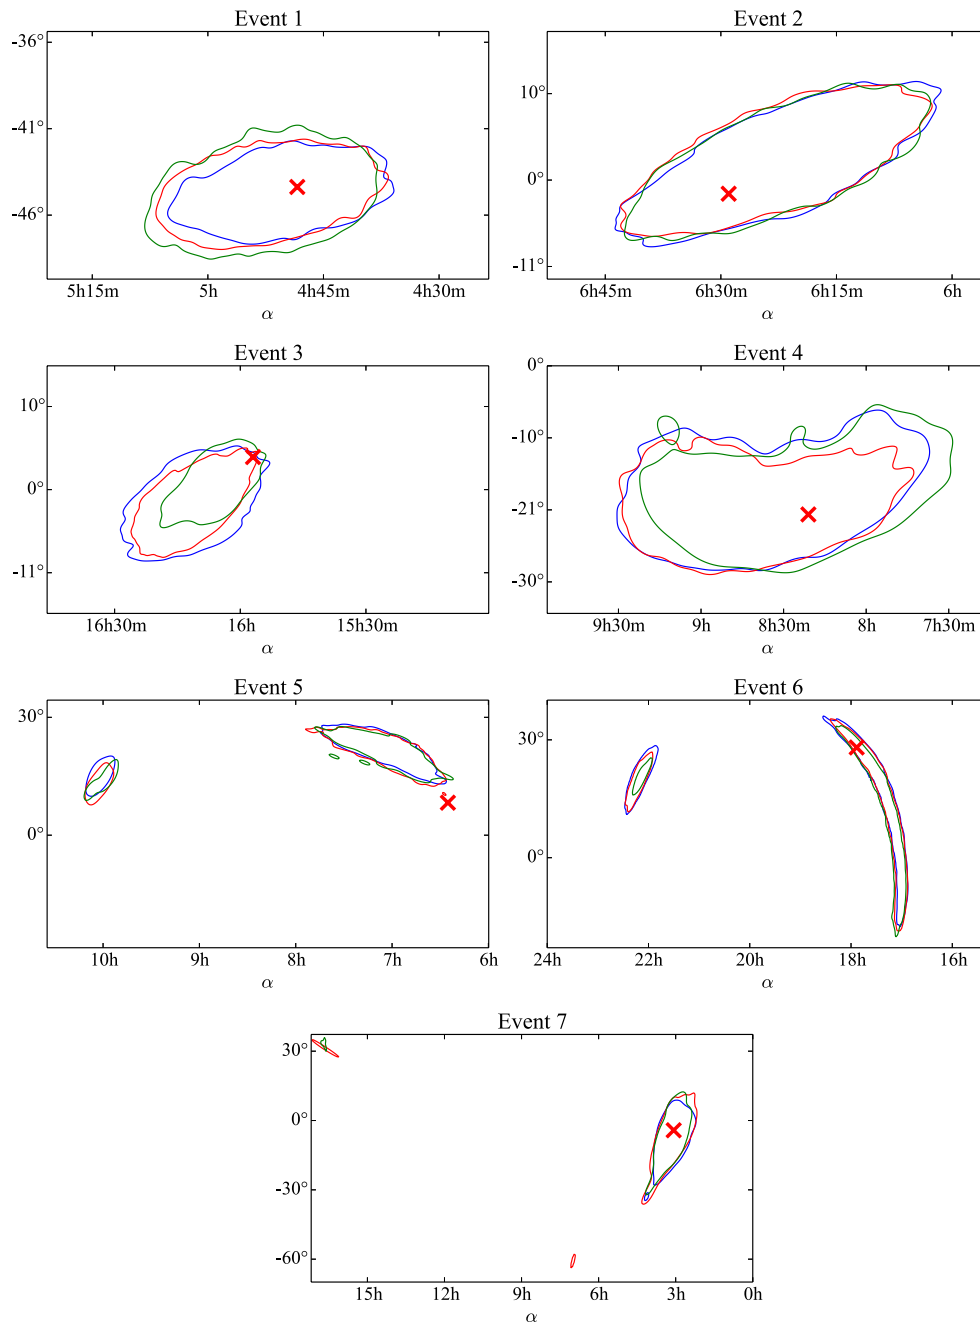 Event 1
-36°
-41°
-46°
5h15m 5h 4h45m 4h30m
α
Event 2
10°
0°
-11°
6h45m 6h30m 6h15m 6h
α
Event 3
10°
0°
-11°
16h30m 16h 15h30m
α
Event 4
0°
-10°
-21°
-30°
9h30m 9h 8h30m 8h 7h30m
α
Event 5
30°
0°
10h 9h 8h 7h 6h
α
Event 6
30°
0°
24h 22h 20h 18h 16h
α
Event 7
30°
0°
-30°
-60°
15h 12h 9h 6h 3h 0h
α